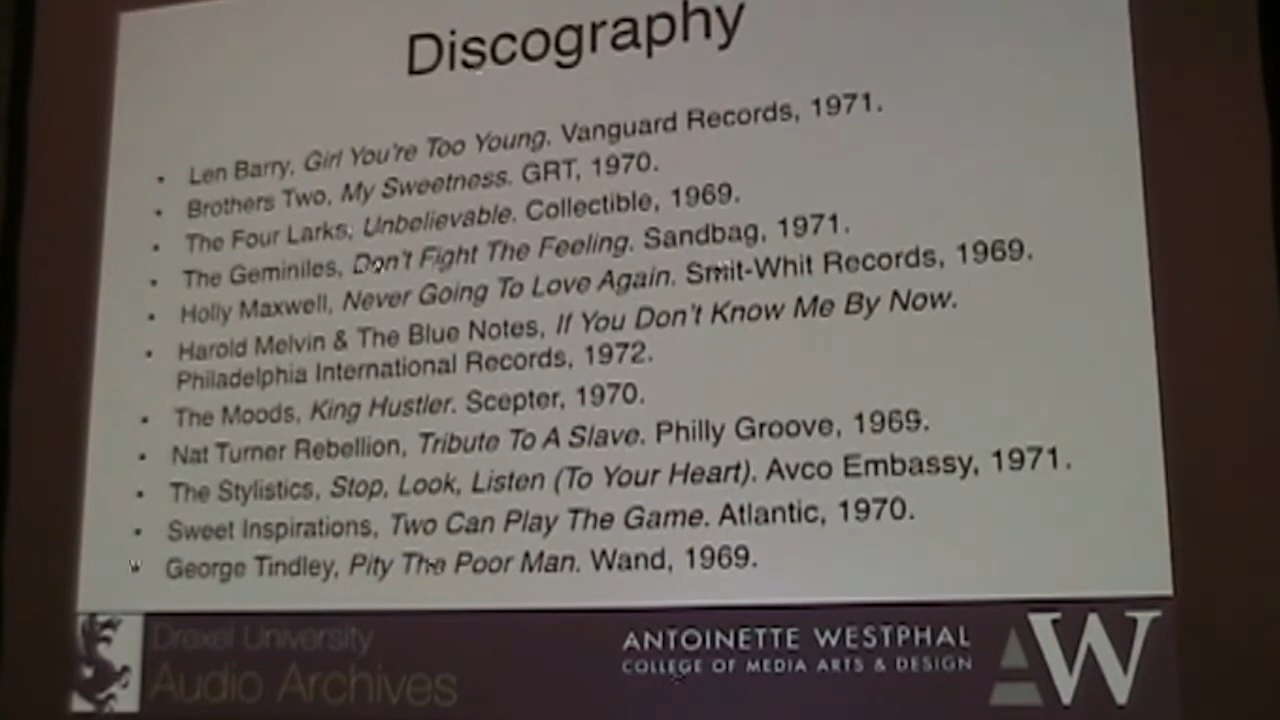 Discography
• Len Barry, Girl You're Too Young. Vanguard Records, 1971.
• Brothers Two, My Sweetness. GRT, 1970.
• The Four Larks, Unbelievable. Collectible, 1969.
• The Geminiles, Don't Fight The Feeling. Sandbag, 1971.
• Holly Maxwell, Never Going To Love Again. Smit-Whit Records, 1969.
• Harold Melvin & The Blue Notes, If You Don't Know Me By Now.
Philadelphia International Records, 1972.
• The Moods, King Hustler. Scepter, 1970.
• Nat Turner Rebellion, Tribute To A Slave. Philly Groove, 1969.
• The Stylistics, Stop, Look, Listen (To Your Heart). Avco Embassy, 1971.
• Sweet Inspirations, Two Can Play The Game. Atlantic, 1970.
• George Tindley, Pity The Poor Man. Wand, 1969.
Drexel University
Audio Archives
ANTOINETTE WESTPHAL
COLLEGE OF MEDIA ARTS & DESIGN
AW